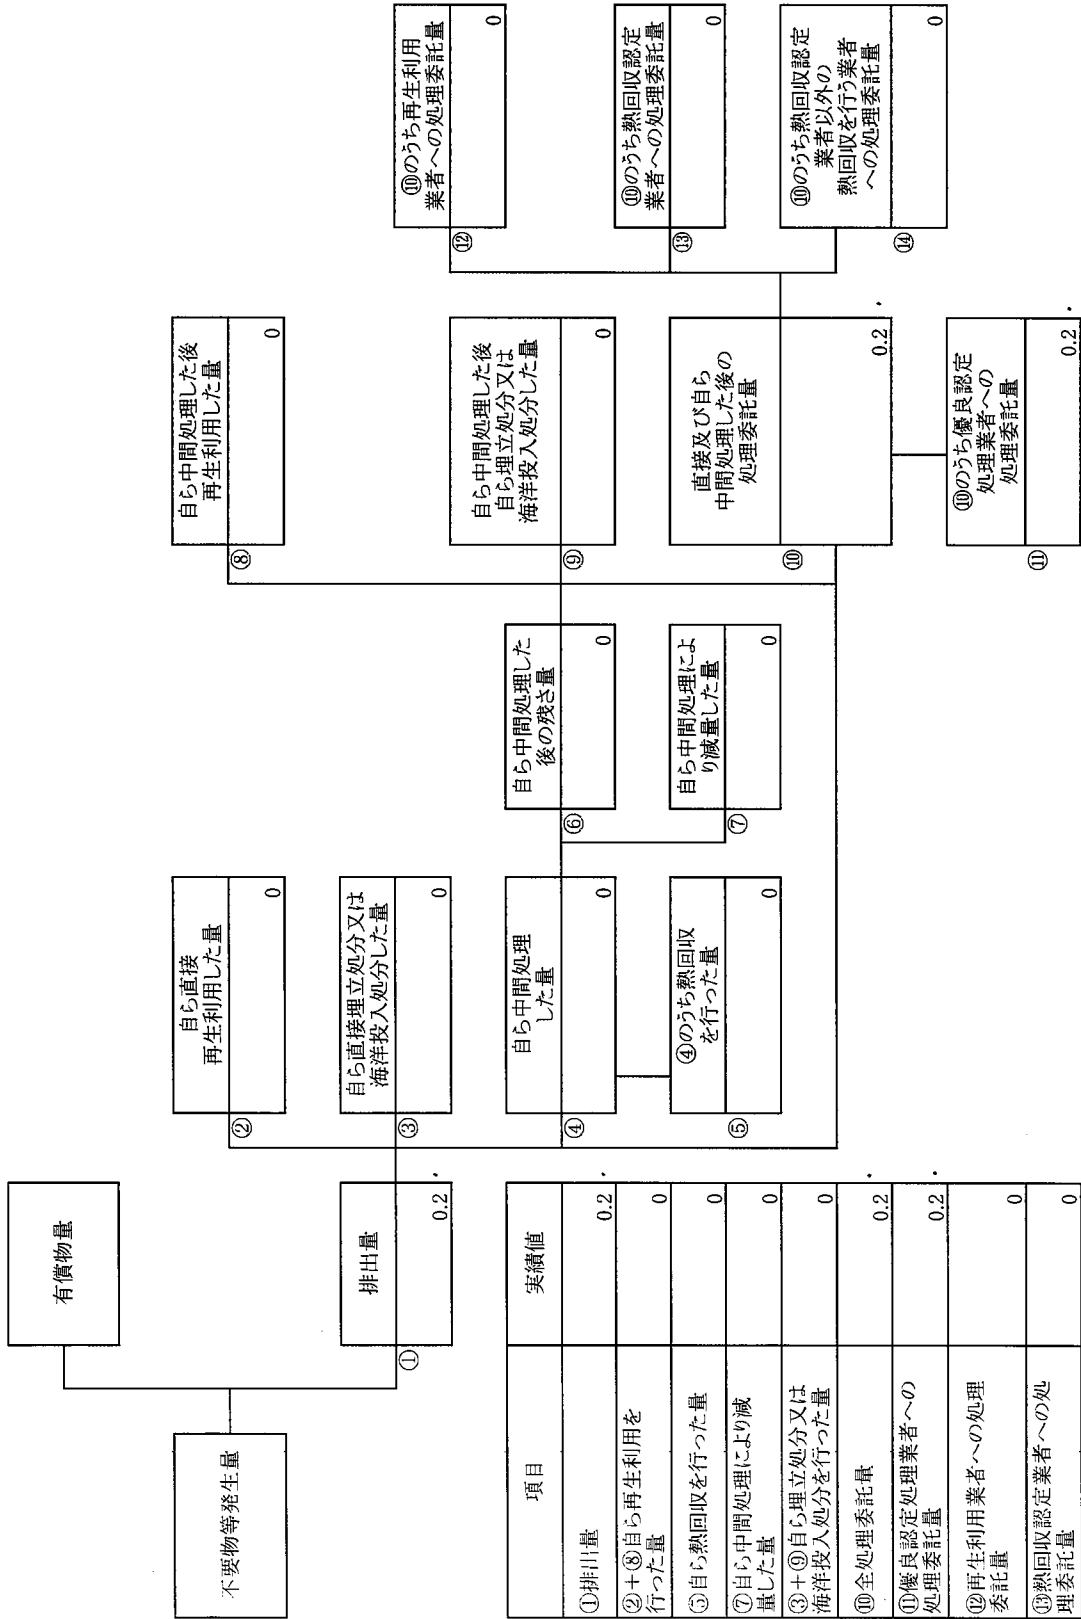 不要物等発生量
有償物量
①
排出量
0.2
②
自ら直接
再生利用した量
0
③
自ら直接埋立処分又は
海洋投入処分した量
0
④
自ら中間処理
した量
0
⑤
④のうち熱回収
を行った量
0
⑥
自ら中間処理した
後の残さ量
0
⑦
自ら中間処理によ
り減量した量
0
⑧
自ら中間処理した後
再生利用した量
0
⑨
自ら中間処理した後
自ら埋立処分又は
海洋投入処分した量
0
⑩
直接及び自ら
中間処理した後の
処理委託量
0.2
⑪
⑩のうち優良認定
処理業者への
処理委託量
0.2
⑫
⑩のうち再生利用
業者への処理委託量
0
⑬
⑩のうち熱回収認定
業者への処理委託量
0
⑭
⑩のうち熱回収認定
業者以外の
熱回収を行う業者
への処理委託量
0
項目 実績値
①排出量 0.2
②+⑧自ら再生利用を
行った量 0
⑤自ら熱回収を行った量 0
⑦自ら中間処理により減
量した量 0
③+⑨自ら埋立処分又は
海洋投入処分を行った量 0
⑩全処理委託量 0.2
⑪優良認定処理業者への
処理委託量 0.2
⑫再生利用業者への処理
委託量 0
⑬熱回収認定業者への処
理委託量 0